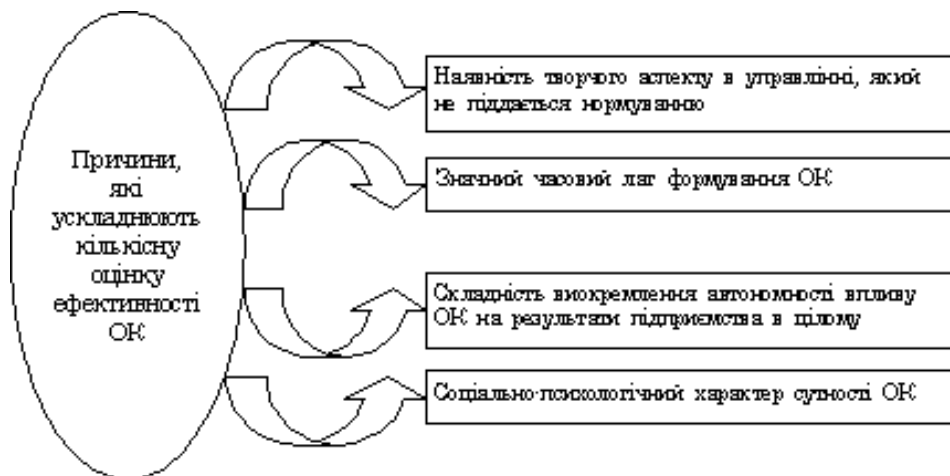 Причини,
які
ускладнюють
кількісну
оцінку
ефективності
ОК
Наявність творчого аспекту в управлінні, який
не піддається нормуванню
Значний часовий лаг формування ОК
Складність виокремлення автономності впливу
ОК на результати підприємства в цілому
Соціально-психологічний характер сутності ОК